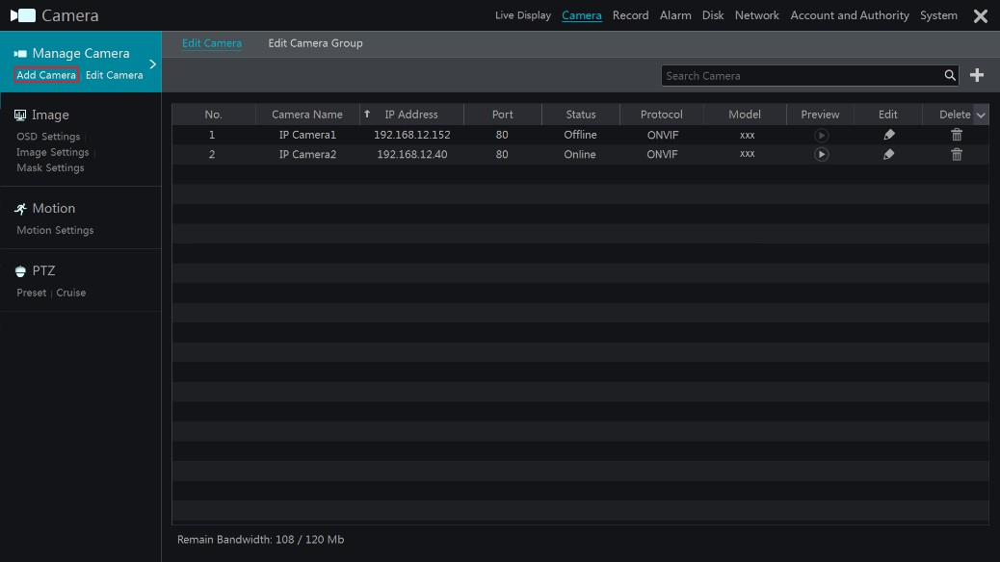 Camera
Live Display Camera Record Alarm Disk Network Account and Authority System
Manage Camera
Add Camera Edit Camera
Image
OSD Settings
Image Settings
Mask Settings
Motion
Motion Settings
PTZ
Preset | Cruise
Edit Camera Edit Camera Group
Search Camera
No. Camera Name IP Address Port Status Protocol Model Preview Edit Delete
1 IP Camera1 192.168.12.152 80 Offline ONVIF xxx
2 IP Camera2 192.168.12.40 80 Online ONVIF xxx
Remain Bandwidth: 108 / 120 Mb